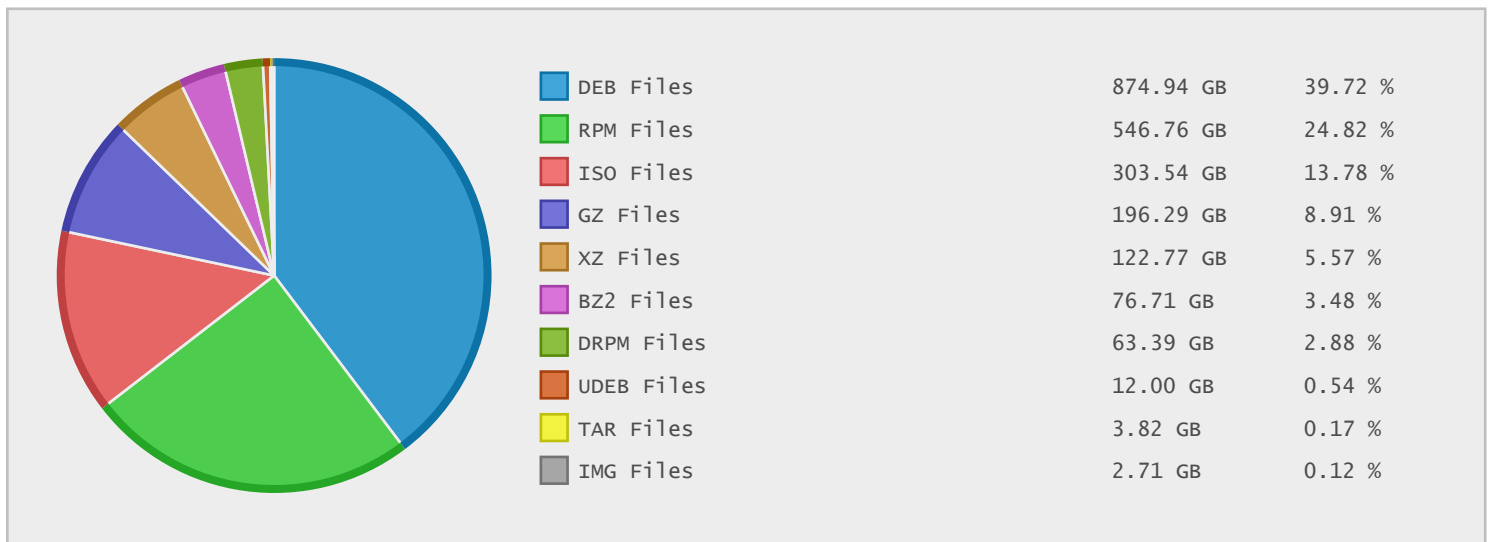 DEB Files 874.94 GB 39.72 %
RPM Files 546.76 GB 24.82 %
ISO Files 303.54 GB 13.78 %
GZ Files 196.29 GB 8.91 %
XZ Files 122.77 GB 5.57 %
BZ2 Files 76.71 GB 3.48 %
DRPM Files 63.39 GB 2.88 %
UDEB Files 12.00 GB 0.54 %
TAR Files 3.82 GB 0.17 %
IMG Files 2.71 GB 0.12 %